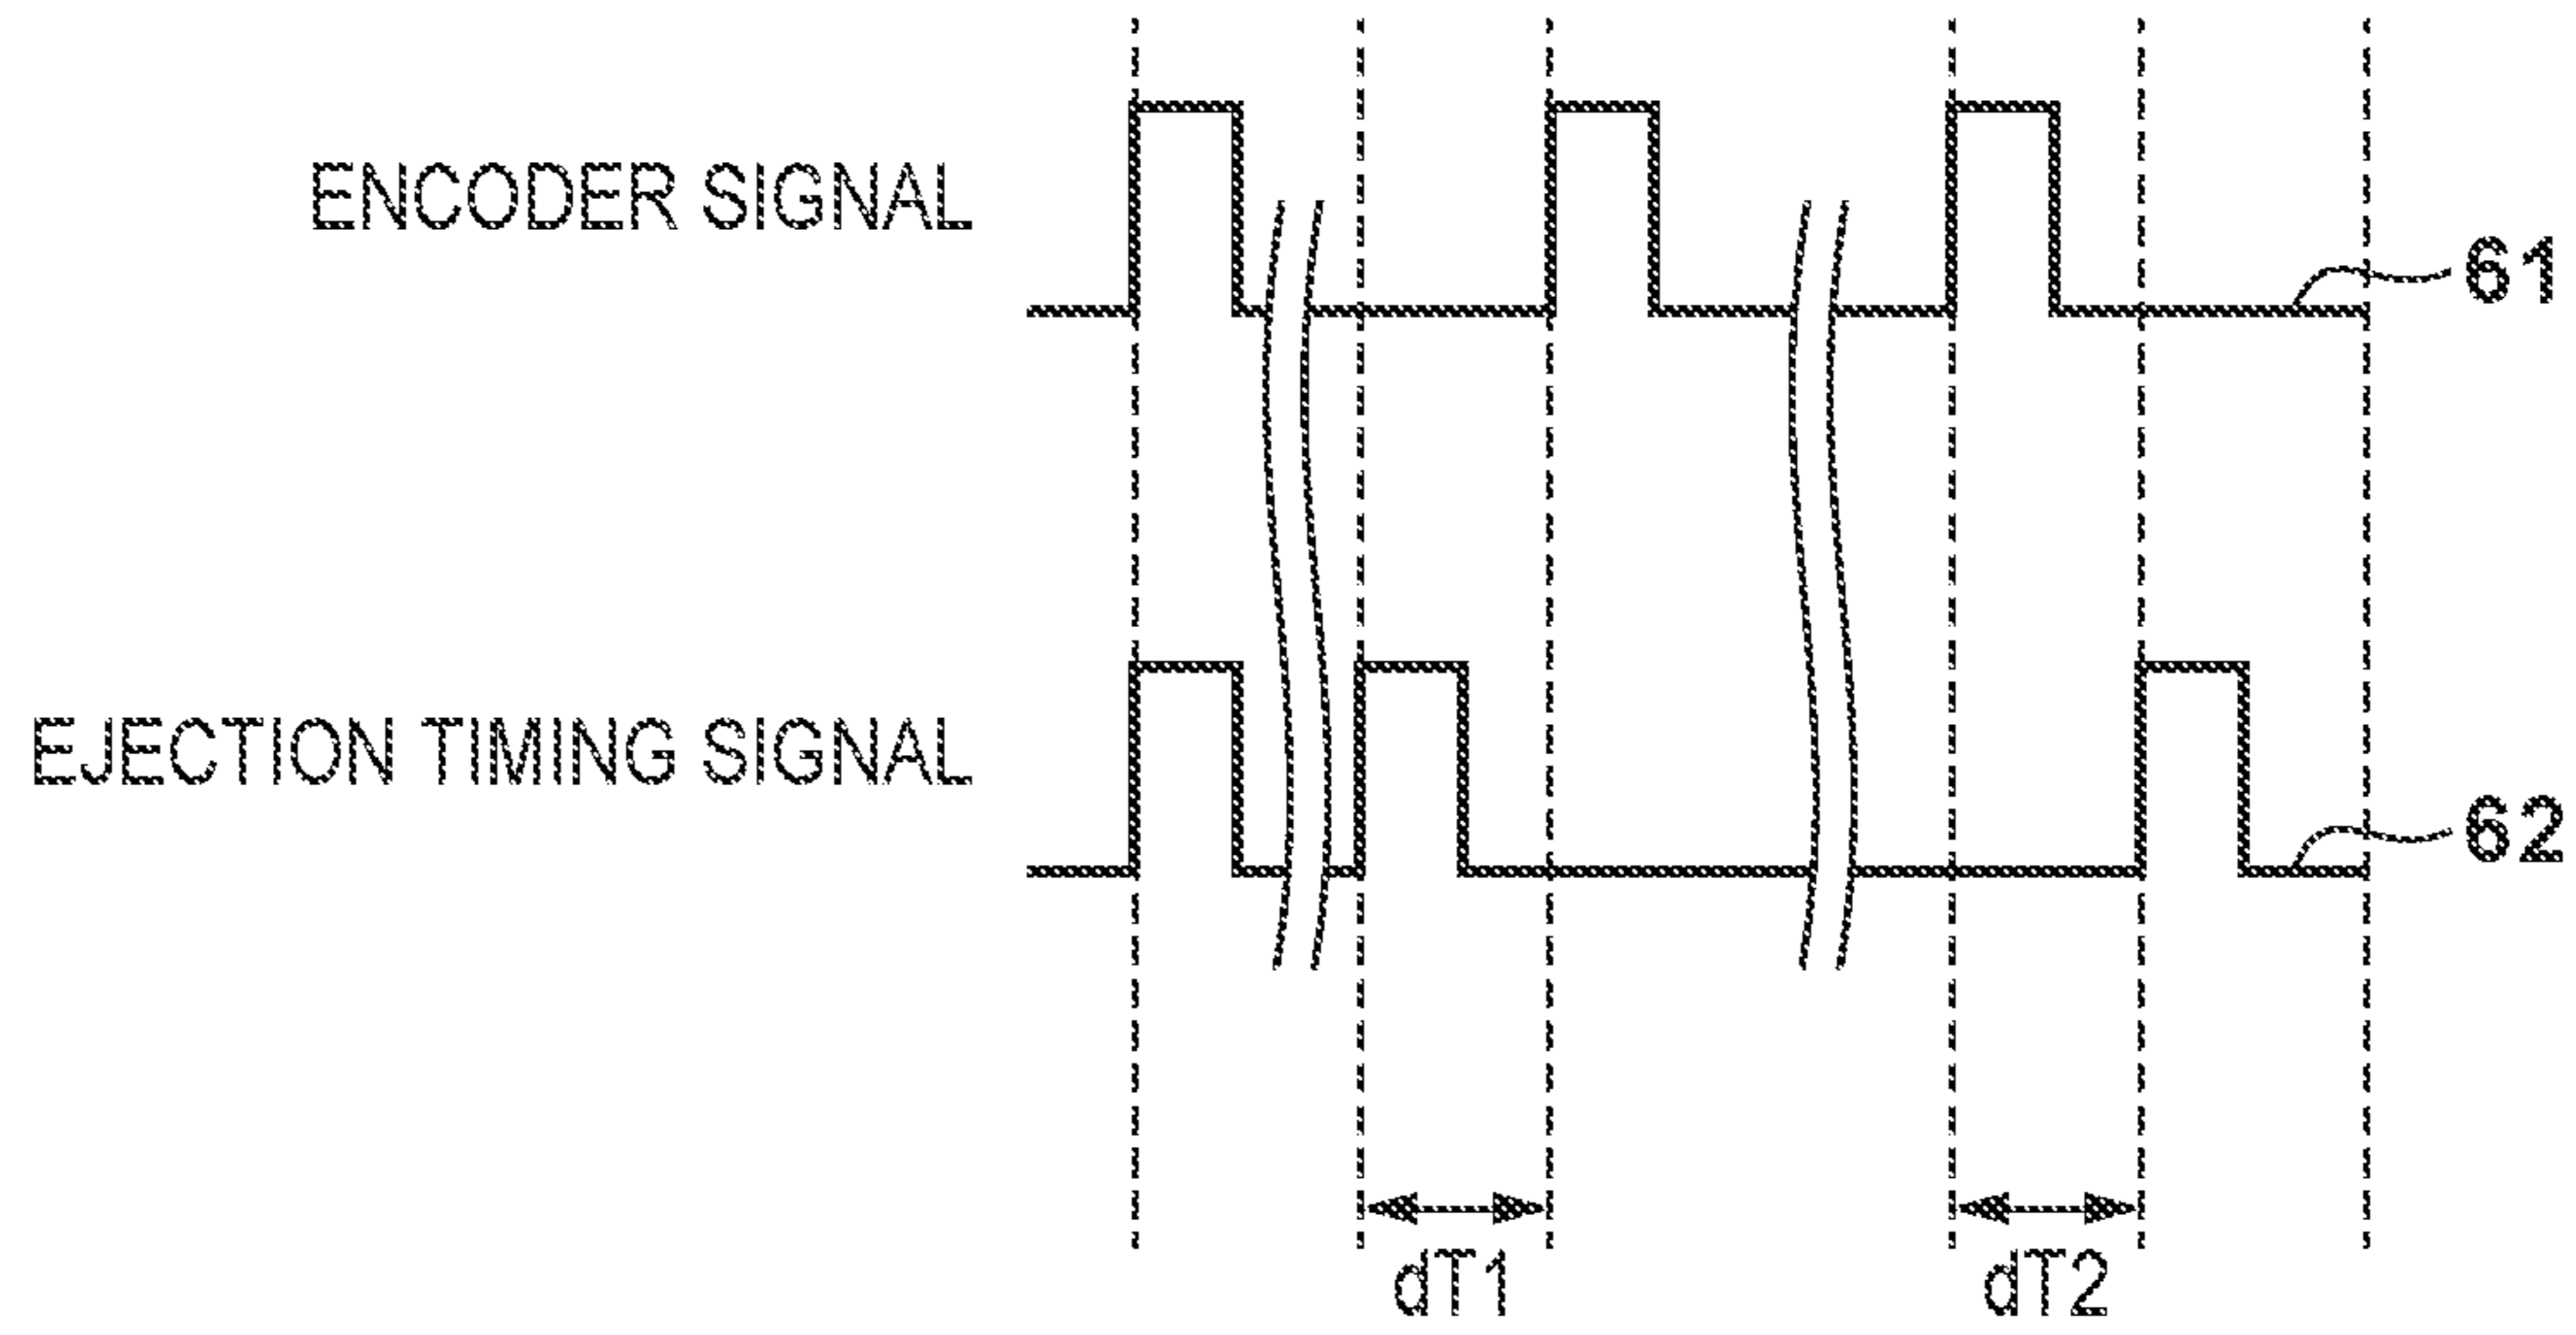 ENCODER SIGNAL
61
EJECTION TIMING SIGNAL
62
dT1
dT2